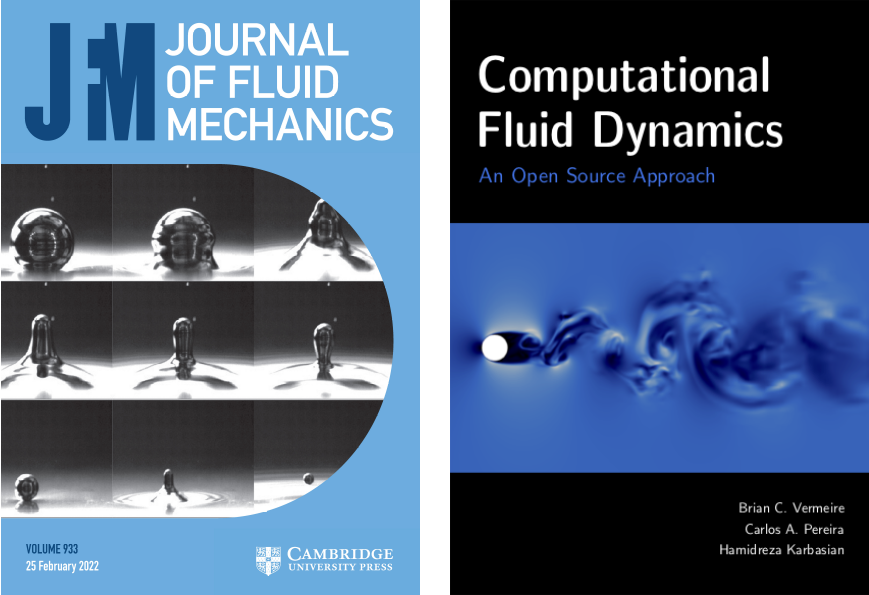 JFM
JOURNAL
OF FLUID
MECHANICS
VOLUME 933
25 February 2022
CAMBRIDGE
UNIVERSITY PRESS
Computational
Fluid Dynamics
An Open Source Approach
Brian C. Vermeire
Carlos A. Pereira
Hamidreza Karbasian